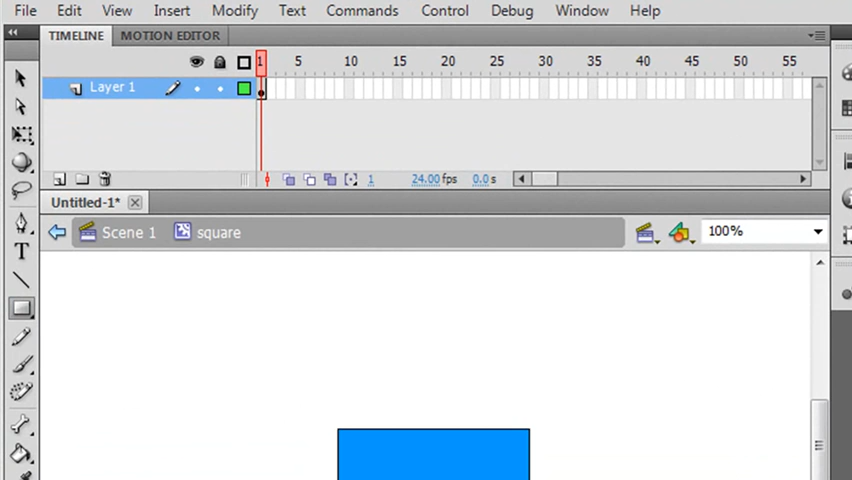 File Edit View Insert Modify Text Commands Control Debug Window Help
TIMELINE MOTION EDITOR
1 5 10 15 20 25 30 35 40 45 50 55
Layer 1
1 24.00 fps 0.0 s
Untitled-1*
Scene 1 square 100%
T